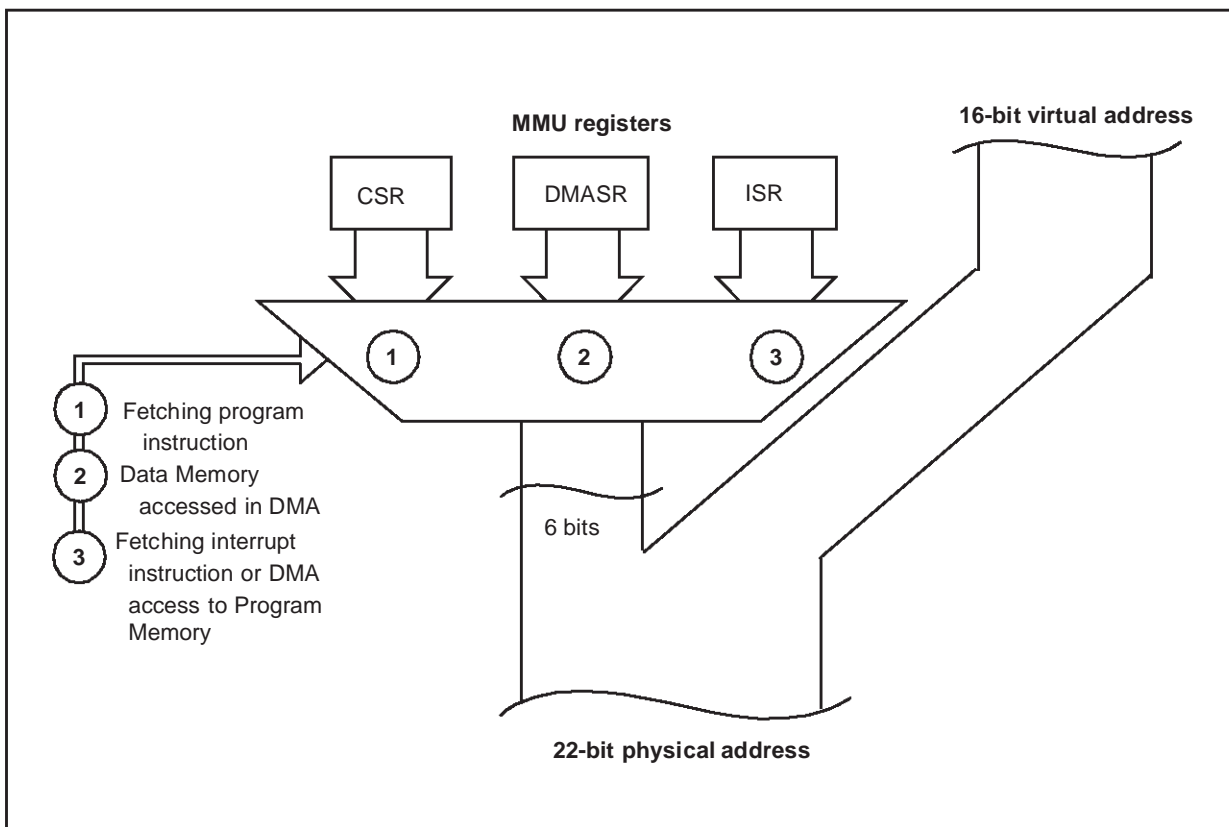 16-bit virtual address
MMU registers
CSR
DMASR
ISR
1
2
3
1
Fetching program
instruction
2
Data Memory
accessed in DMA
3
Fetching interrupt
instruction or DMA
access to Program
Memory
6 bits
22-bit physical address